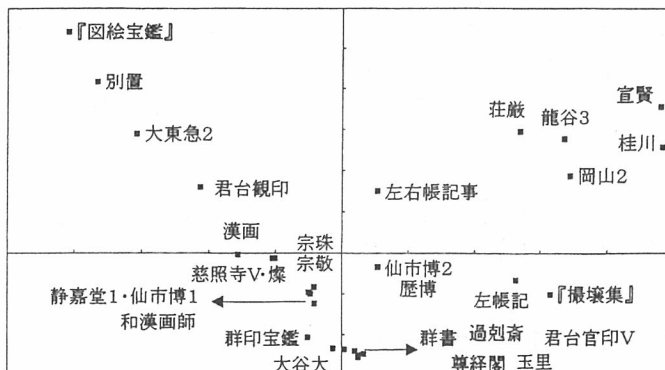 『図絵宝鑑』
別置
宣賢
荘厳
龍谷3
大東急2
桂川
岡山2
君台観印
左右帳記事
漢画
宗珠
宗敬
慈照寺V・燦
仙市博2
歴博
静嘉堂1・仙市博1
左帳記
『撮壌集』
和漢画師
群印宝鑑
群書
過剋斎
君台官印V
大谷大
尊経閣
玉里